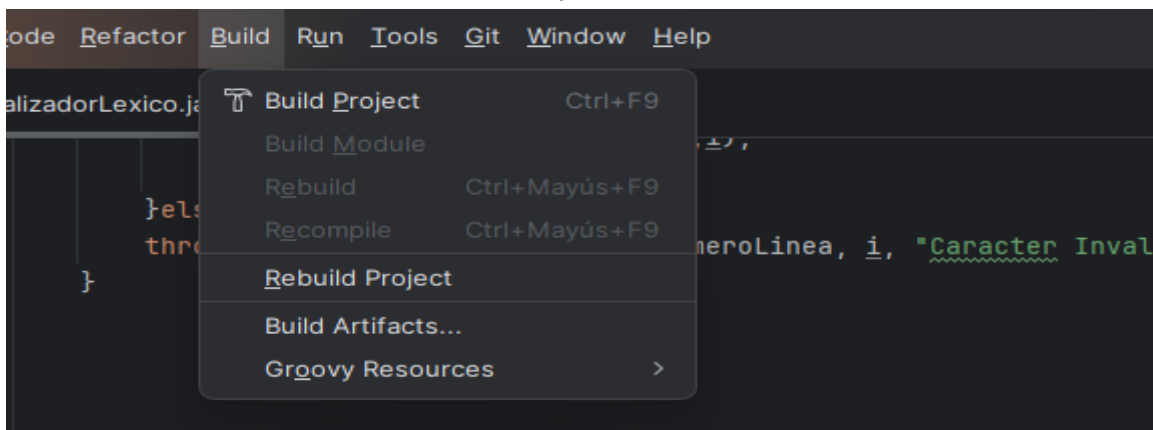 ode Refactor Build Run Tools Git Window Help
alizadorLexico.ja
Build Project Ctrl+F9
Build Module
Rebuild Ctrl+Mayús+F9
}els
Recompile Ctrl+Mayús+F9
thro
meroLinea, i, "Caracter Inval
Rebuild Project
}
Build Artifacts...
Groovy Resources >